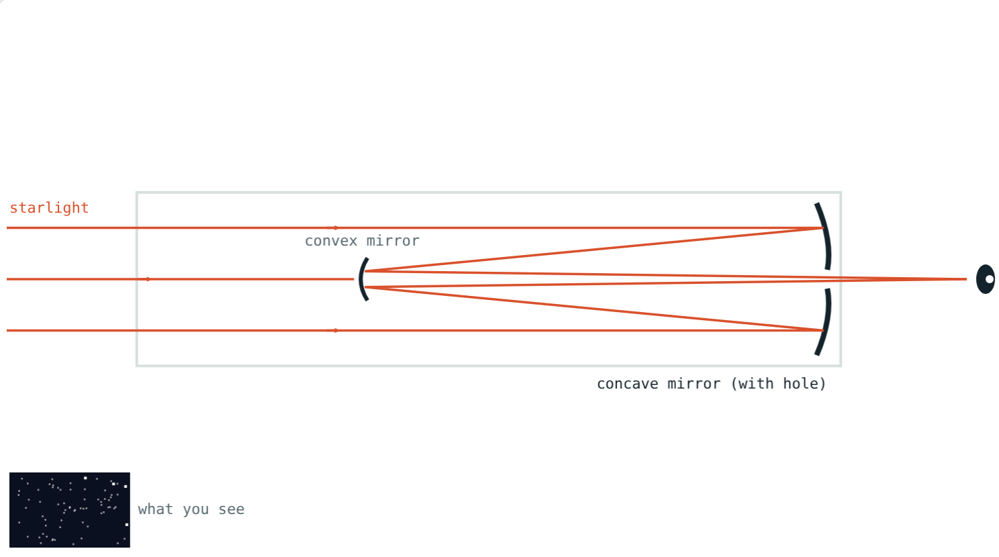 starlight
convex mirror
concave mirror (with hole)
what you see